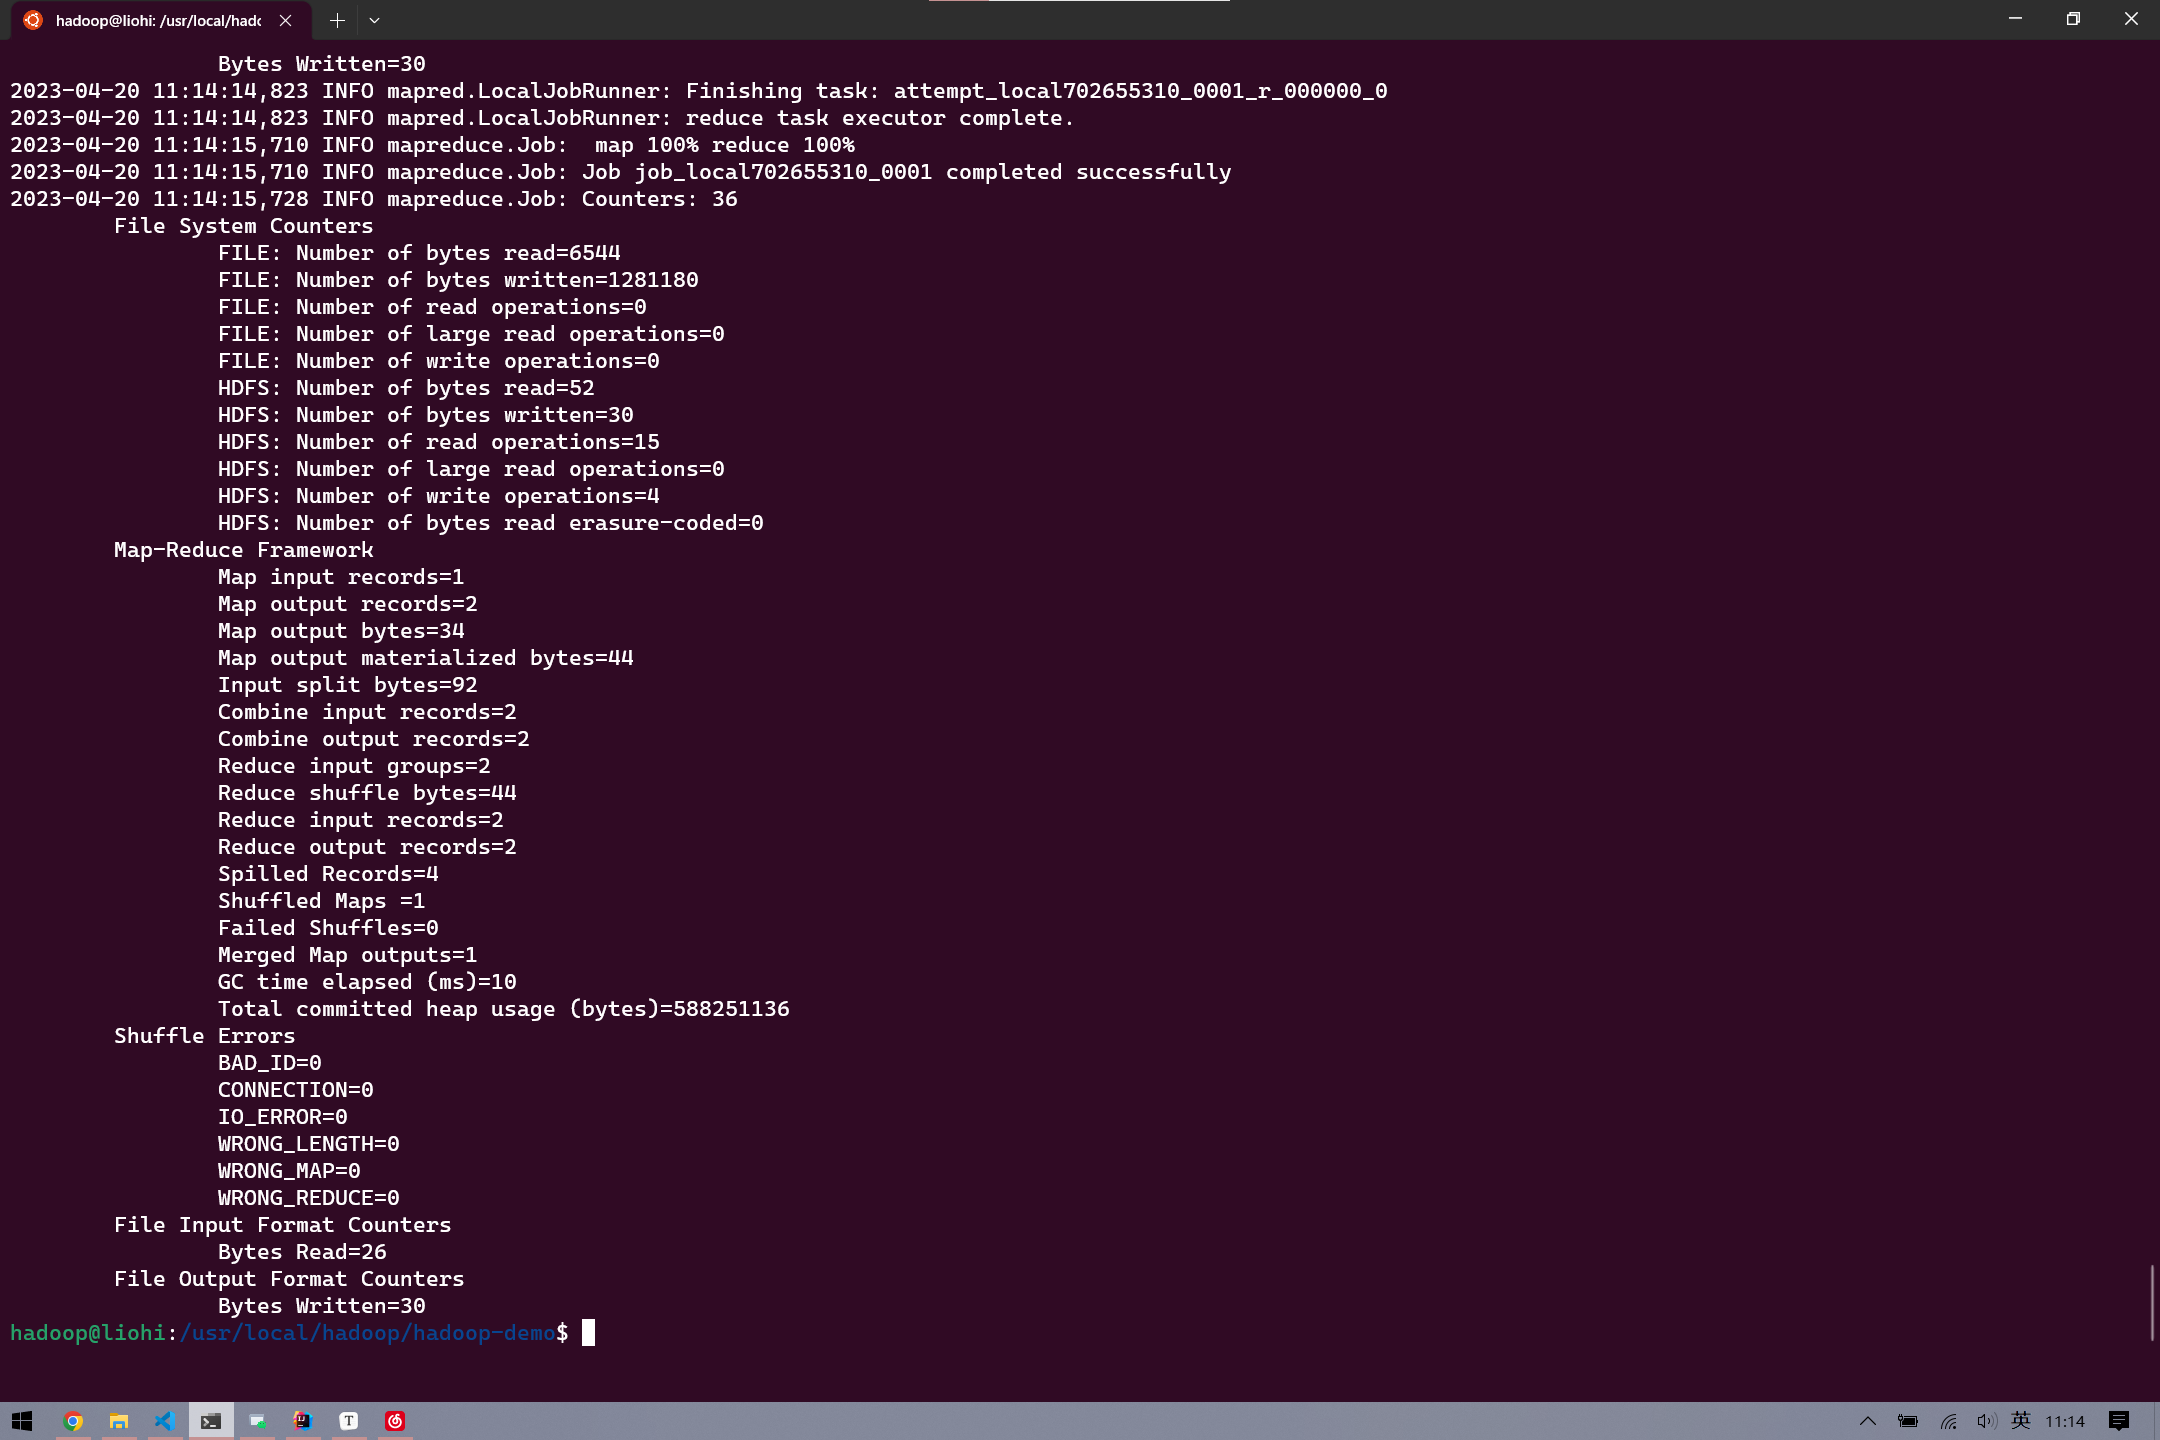 hadoop@liohi: /usr/local/hadc
Bytes Written=30
2023-04-20 11:14:14,823 INFO mapred.LocalJobRunner: Finishing task: attempt_local702655310_0001_r_000000_0
2023-04-20 11:14:14,823 INFO mapred.LocalJobRunner: reduce task executor complete.
2023-04-20 11:14:15,710 INFO mapreduce.Job:  map 100% reduce 100%
2023-04-20 11:14:15,710 INFO mapreduce.Job: Job job_local702655310_0001 completed successfully
2023-04-20 11:14:15,728 INFO mapreduce.Job: Counters: 36
File System Counters
FILE: Number of bytes read=6544
FILE: Number of bytes written=1281180
FILE: Number of read operations=0
FILE: Number of large read operations=0
FILE: Number of write operations=0
HDFS: Number of bytes read=52
HDFS: Number of bytes written=30
HDFS: Number of read operations=15
HDFS: Number of large read operations=0
HDFS: Number of write operations=4
HDFS: Number of bytes read erasure-coded=0
Map-Reduce Framework
Map input records=1
Map output records=2
Map output bytes=34
Map output materialized bytes=44
Input split bytes=92
Combine input records=2
Combine output records=2
Reduce input groups=2
Reduce shuffle bytes=44
Reduce input records=2
Reduce output records=2
Spilled Records=4
Shuffled Maps =1
Failed Shuffles=0
Merged Map outputs=1
GC time elapsed (ms)=10
Total committed heap usage (bytes)=588251136
Shuffle Errors
BAD_ID=0
CONNECTION=0
IO_ERROR=0
WRONG_LENGTH=0
WRONG_MAP=0
WRONG_REDUCE=0
File Input Format Counters
Bytes Read=26
File Output Format Counters
Bytes Written=30
hadoop@liohi:/usr/local/hadoop/hadoop-demo$
英 11:14